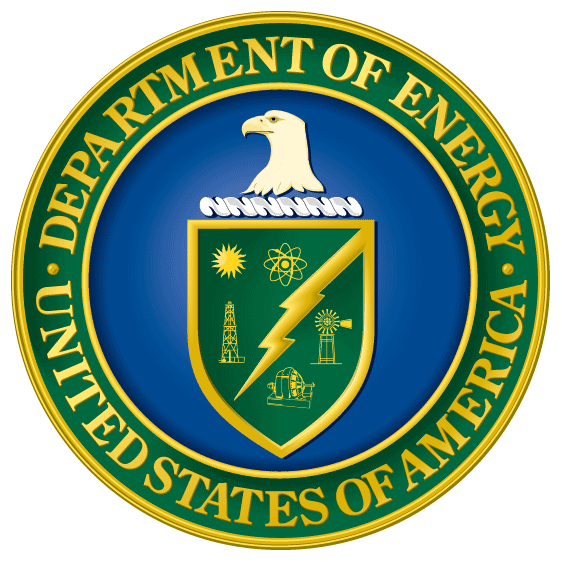 DEPARTMENT OF ENERGY
UNITED STATES OF AMERICA